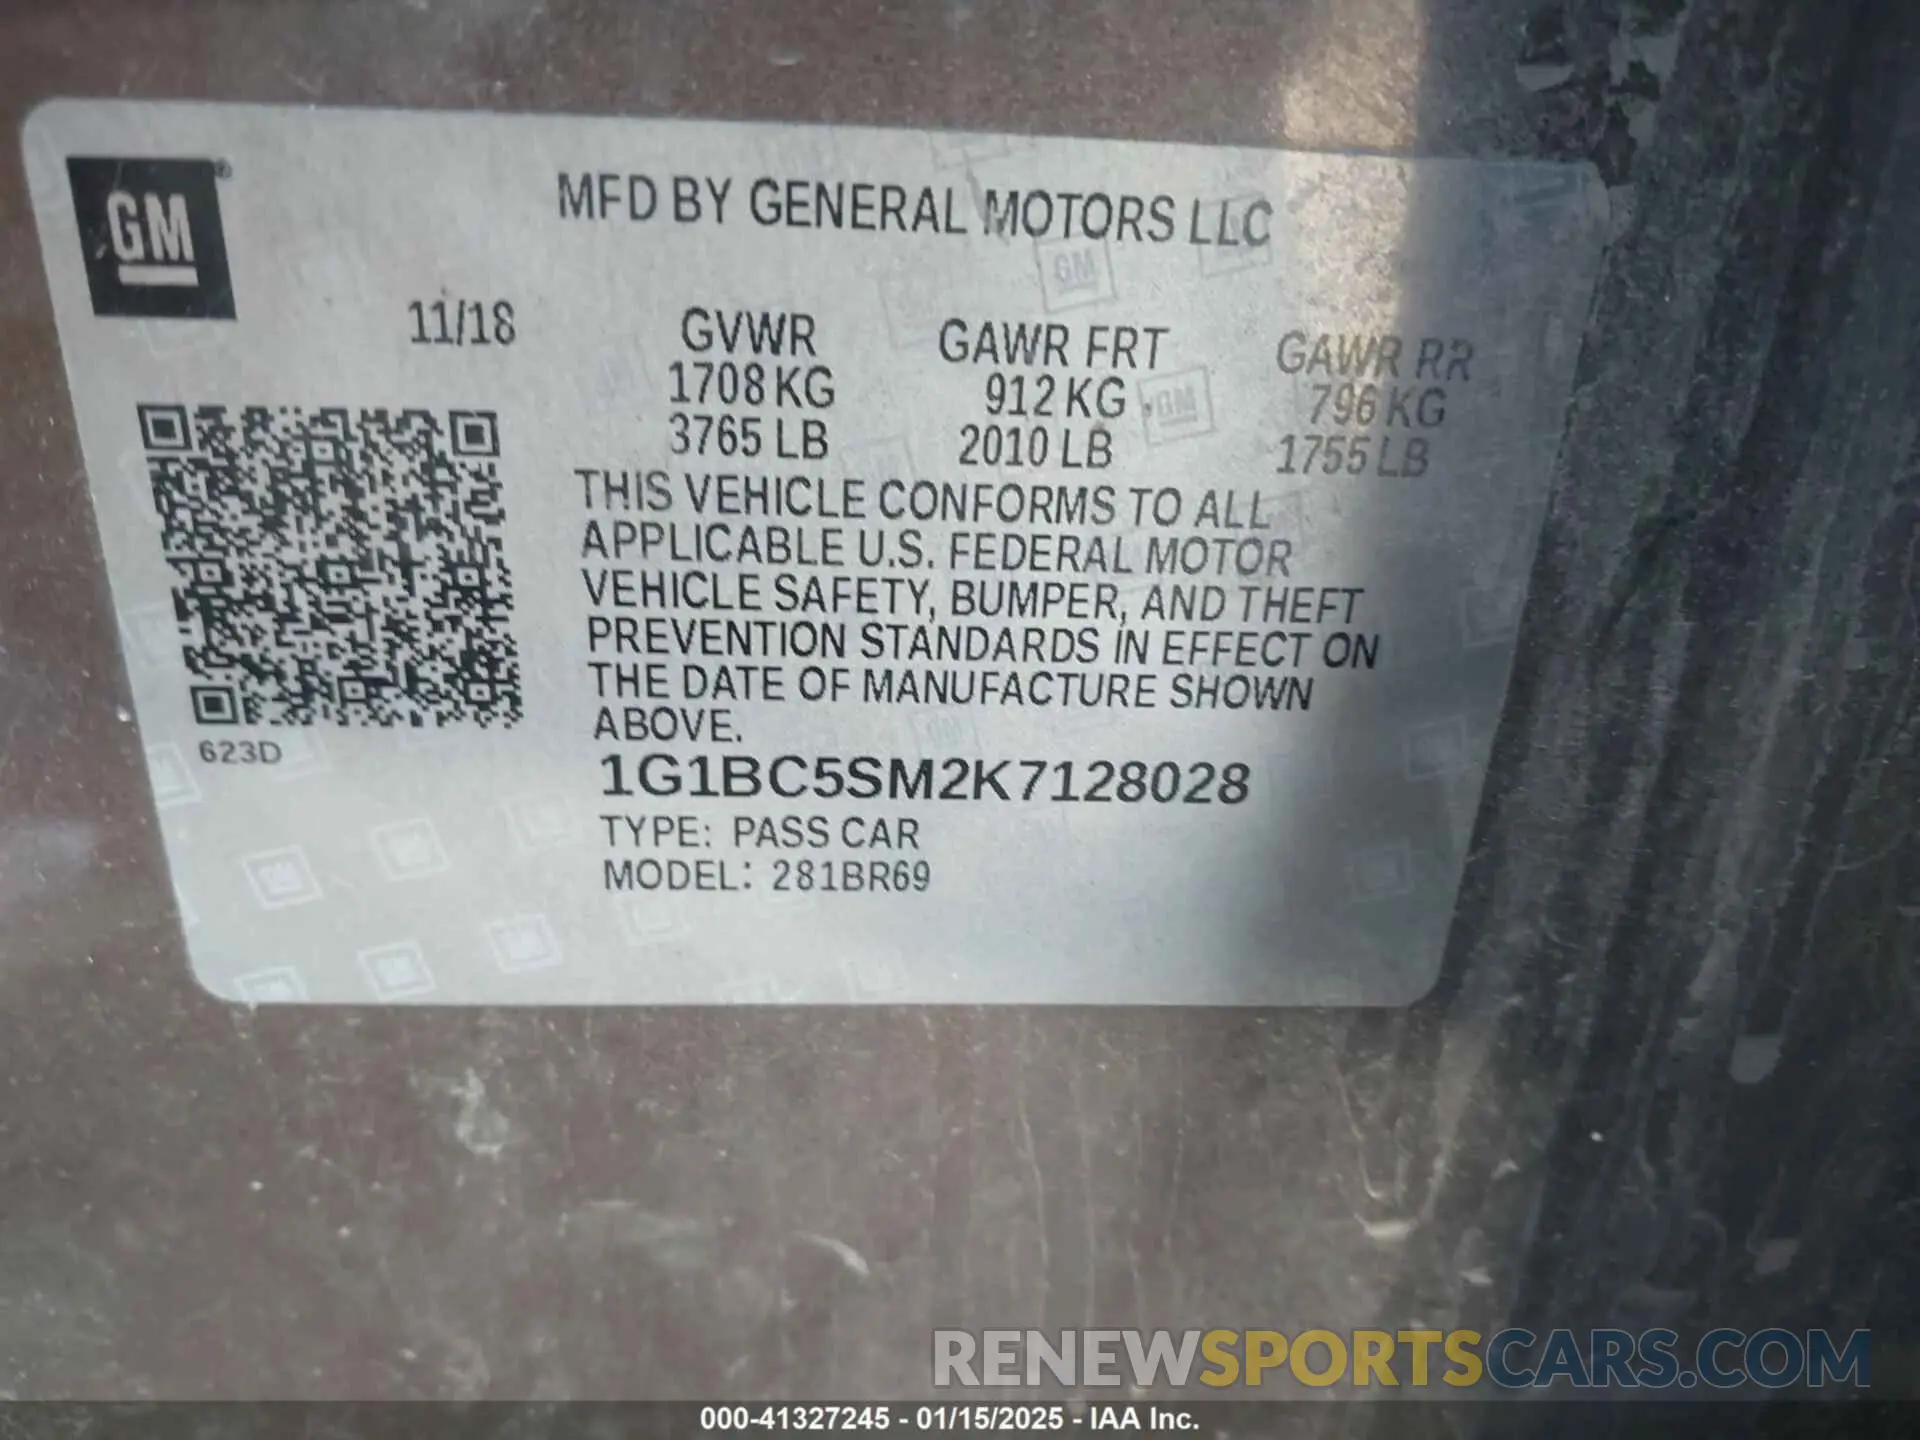 GM®
MFD BY GENERAL MOTORS LLC
11/18
GVWR GAWR FRT GAWR RR
1708 KG 912 KG 796 KG
3765 LB 2010 LB 1755 LB
THIS VEHICLE CONFORMS TO ALL
APPLICABLE U.S. FEDERAL MOTOR
VEHICLE SAFETY, BUMPER, AND THEFT
PREVENTION STANDARDS IN EFFECT ON
THE DATE OF MANUFACTURE SHOWN
ABOVE.
623D
1G1BC5SM2K7128028
TYPE: PASS CAR
MODEL: 281BR69
RENEWSPORTSCARS.COM
000-41327245 - 01/15/2025 - IAA Inc.